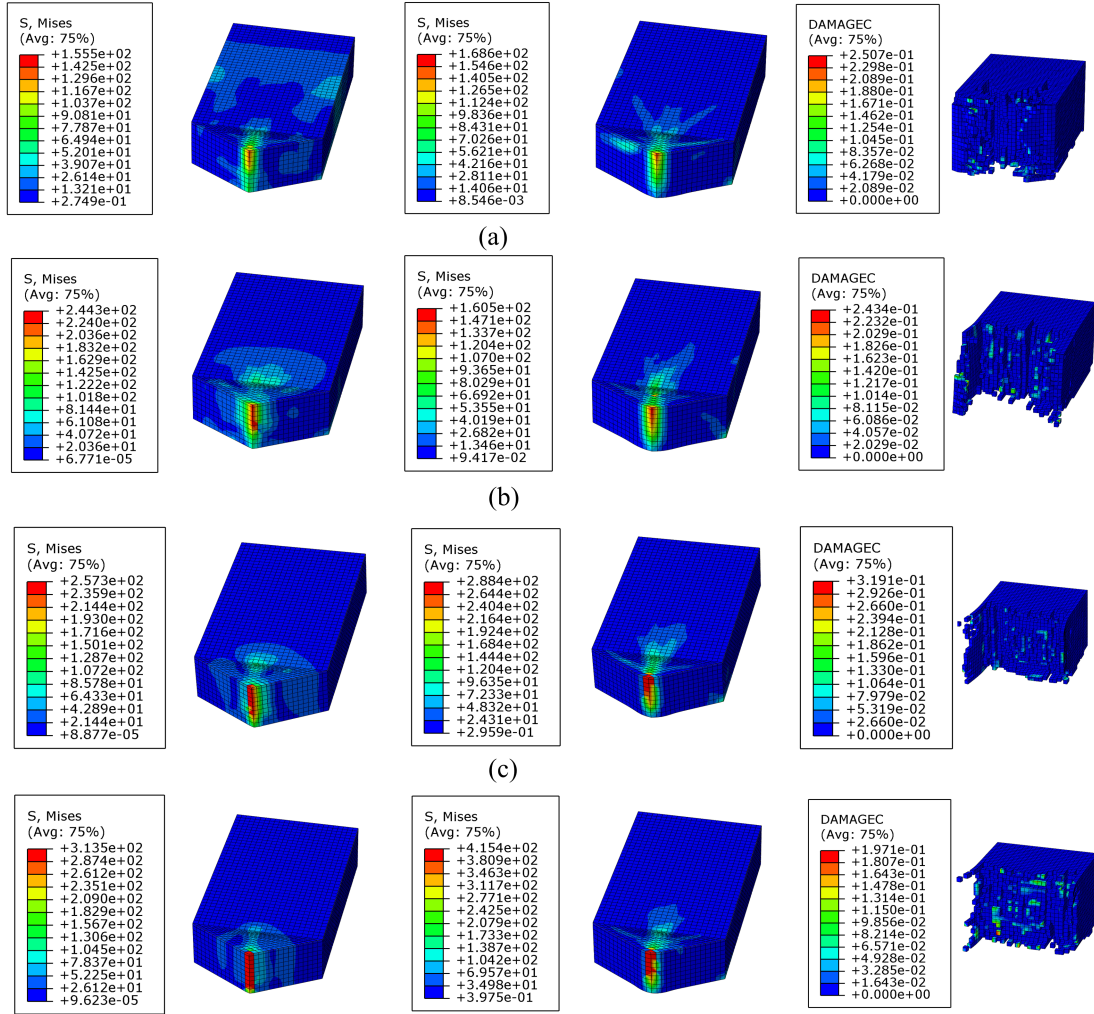 S, Mises
(Avg: 75%)
+1.555e+02
+1.425e+02
+1.296e+02
+1.167e+02
+1.037e+02
+9.081e+01
+7.787e+01
+6.494e+01
+5.201e+01
+3.907e+01
+2.614e+01
+1.321e+01
+2.749e-01
S, Mises
(Avg: 75%)
+1.686e+02
+1.546e+02
+1.405e+02
+1.265e+02
+1.124e+02
+9.836e+01
+8.431e+01
+7.026e+01
+5.621e+01
+4.216e+01
+2.811e+01
+1.406e+01
+8.546e-03
DAMAGEC
(Avg: 75%)
+2.507e-01
+2.298e-01
+2.089e-01
+1.880e-01
+1.671e-01
+1.462e-01
+1.254e-01
+1.045e-01
+8.357e-02
+6.268e-02
+4.179e-02
+2.089e-02
+0.000e+00
(a)
S, Mises
(Avg: 75%)
+2.443e+02
+2.240e+02
+2.036e+02
+1.832e+02
+1.629e+02
+1.425e+02
+1.222e+02
+1.018e+02
+8.144e+01
+6.108e+01
+4.072e+01
+2.036e+01
+6.771e-05
S, Mises
(Avg: 75%)
+1.605e+02
+1.471e+02
+1.337e+02
+1.204e+02
+1.070e+02
+9.365e+01
+8.029e+01
+6.692e+01
+5.355e+01
+4.019e+01
+2.682e+01
+1.346e+01
+9.417e-02
DAMAGEC
(Avg: 75%)
+2.434e-01
+2.232e-01
+2.029e-01
+1.826e-01
+1.623e-01
+1.420e-01
+1.217e-01
+1.014e-01
+8.115e-02
+6.086e-02
+4.057e-02
+2.029e-02
+0.000e+00
(b)
S, Mises
(Avg: 75%)
+2.573e+02
+2.359e+02
+2.144e+02
+1.930e+02
+1.716e+02
+1.501e+02
+1.287e+02
+1.072e+02
+8.578e+01
+6.433e+01
+4.289e+01
+2.144e+01
+8.877e-05
S, Mises
(Avg: 75%)
+2.884e+02
+2.644e+02
+2.404e+02
+2.164e+02
+1.924e+02
+1.684e+02
+1.444e+02
+1.204e+02
+9.635e+01
+7.233e+01
+4.832e+01
+2.431e+01
+2.959e-01
DAMAGEC
(Avg: 75%)
+3.191e-01
+2.926e-01
+2.660e-01
+2.394e-01
+2.128e-01
+1.862e-01
+1.596e-01
+1.330e-01
+1.064e-01
+7.979e-02
+5.319e-02
+2.660e-02
+0.000e+00
(c)
S, Mises
(Avg: 75%)
+3.135e+02
+2.874e+02
+2.612e+02
+2.351e+02
+2.090e+02
+1.829e+02
+1.567e+02
+1.306e+02
+1.045e+02
+7.837e+01
+5.225e+01
+2.612e+01
+9.623e-05
S, Mises
(Avg: 75%)
+4.154e+02
+3.809e+02
+3.463e+02
+3.117e+02
+2.771e+02
+2.425e+02
+2.079e+02
+1.733e+02
+1.387e+02
+1.042e+02
+6.957e+01
+3.498e+01
+3.975e-01
DAMAGEC
(Avg: 75%)
+1.971e-01
+1.807e-01
+1.643e-01
+1.478e-01
+1.314e-01
+1.150e-01
+9.856e-02
+8.214e-02
+6.571e-02
+4.928e-02
+3.285e-02
+1.643e-02
+0.000e+00